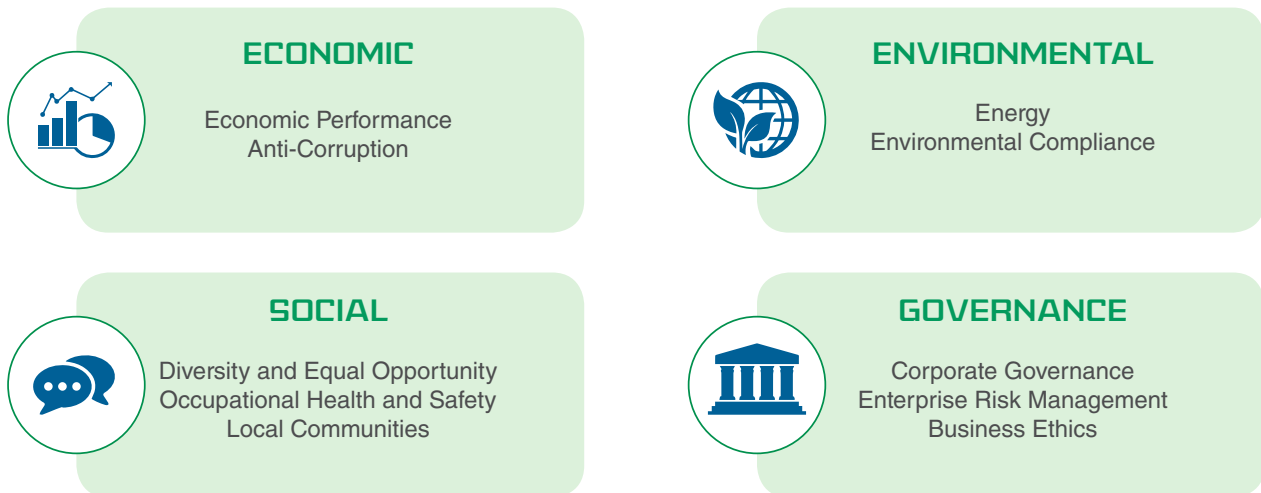 ECONOMIC
Economic Performance
Anti-Corruption
ENVIRONMENTAL
Energy
Environmental Compliance
SOCIAL
Diversity and Equal Opportunity
Occupational Health and Safety
Local Communities
GOVERNANCE
Corporate Governance
Enterprise Risk Management
Business Ethics